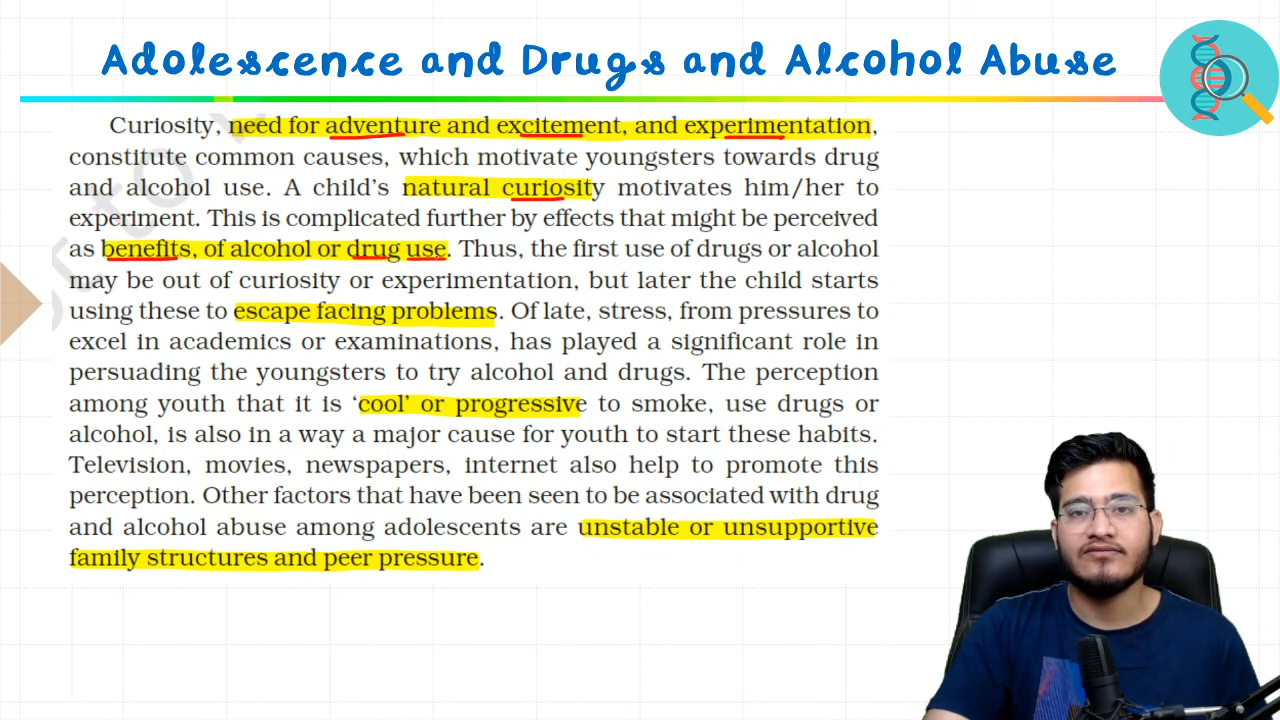 Adolescence and Drugs and Alcohol Abuse
Curiosity, need for adventure and excitement, and experimentation,
constitute common causes, which motivate youngsters towards drug
and alcohol use. A child's natural curiosity motivates him/her to
experiment. This is complicated further by effects that might be perceived
as benefits, of alcohol or drug use. Thus, the first use of drugs or alcohol
may be out of curiosity or experimentation, but later the child starts
using these to escape facing problems. Of late, stress, from pressures to
excel in academics or examinations, has played a significant role in
persuading the youngsters to try alcohol and drugs. The perception
among youth that it is ‘cool’ or progressive to smoke, use drugs or
alcohol, is also in a way a major cause for youth to start these habits.
Television, movies, newspapers, internet also help to promote this
perception. Other factors that have been seen to be associated with drug
and alcohol abuse among adolescents are unstable or unsupportive
family structures and peer pressure.